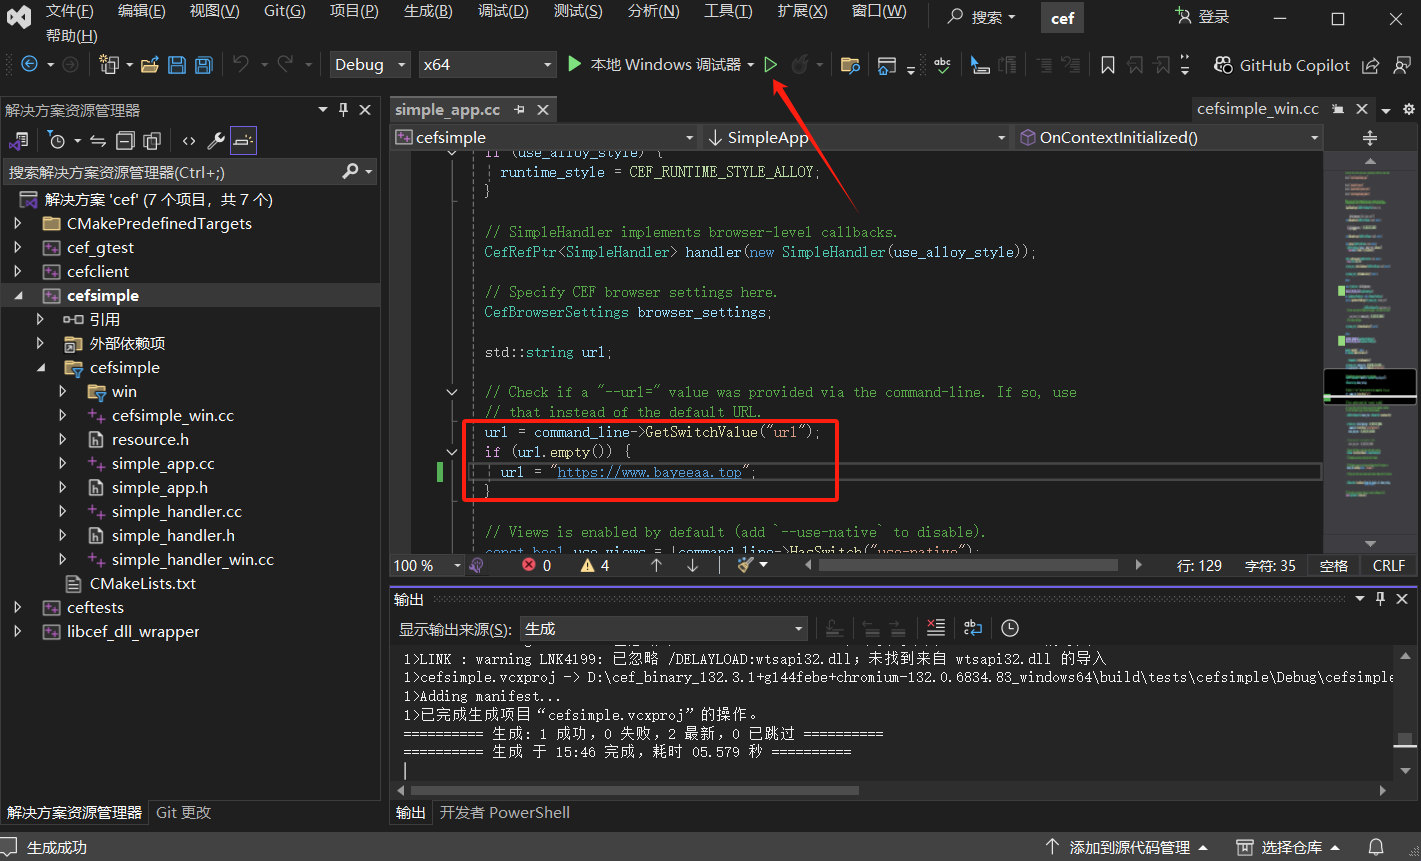 文件(F) 编辑(E) 视图(V) Git(G) 项目(P) 生成(B) 调试(D) 测试(S) 分析(N) 工具(T) 扩展(X) 窗口(W) 搜索 cef 登录
帮助(H)
Debug x64 本地 Windows 调试器 GitHub Copilot
解决方案资源管理器
搜索解决方案资源管理器(Ctrl+;)
解决方案 'cef' (7 个项目，共 7 个)
CMakePredefinedTargets
cef_gtest
cefclient
cefsimple
引用
外部依赖项
cefsimple
win
cefsimple_win.cc
resource.h
simple_app.cc
simple_app.h
simple_handler.cc
simple_handler.h
simple_handler_win.cc
CMakeLists.txt
ceftests
libcef_dll_wrapper
解决方案资源管理器 Git 更改
simple_app.cc cefsimple_win.cc
cefsimple SimpleApp OnContextInitialized()
if (use_alloy_style) {
runtime_style = CEF_RUNTIME_STYLE_ALLOY;
}
// SimpleHandler implements browser-level callbacks.
CefRefPtr<SimpleHandler> handler(new SimpleHandler(use_alloy_style));
// Specify CEF browser settings here.
CefBrowserSettings browser_settings;
std::string url;
// Check if a "--url=" value was provided via the command-line. If so, use
// that instead of the default URL.
url = command_line->GetSwitchValue("url");
if (url.empty()) {
url = "https://www.bayeeaa.top";
}
// Views is enabled by default (add `--use-native` to disable).
const bool use_views = !command_line->HasSwitch("use-native");
100 % 0 4 行: 129 字符: 35 空格 CRLF
输出
显示输出来源(S): 生成
1>LINK : warning LNK4199: 已忽略 /DELAYLOAD:wtsapi32.dll；未找到来自 wtsapi32.dll 的导入
1>cefsimple.vcxproj -> D:\cef_binary_132.3.1+g144febe+chromium-132.0.6834.83_windows64\build\tests\cefsimple\Debug\cefsimple
1>Adding manifest...
1>已完成生成项目“cefsimple.vcxproj”的操作。
========== 生成: 1 成功，0 失败，2 最新，0 已跳过 ==========
========== 生成 于 15:46 完成，耗时 05.579 秒 ==========
输出 开发者 PowerShell
生成成功 添加到源代码管理 选择仓库